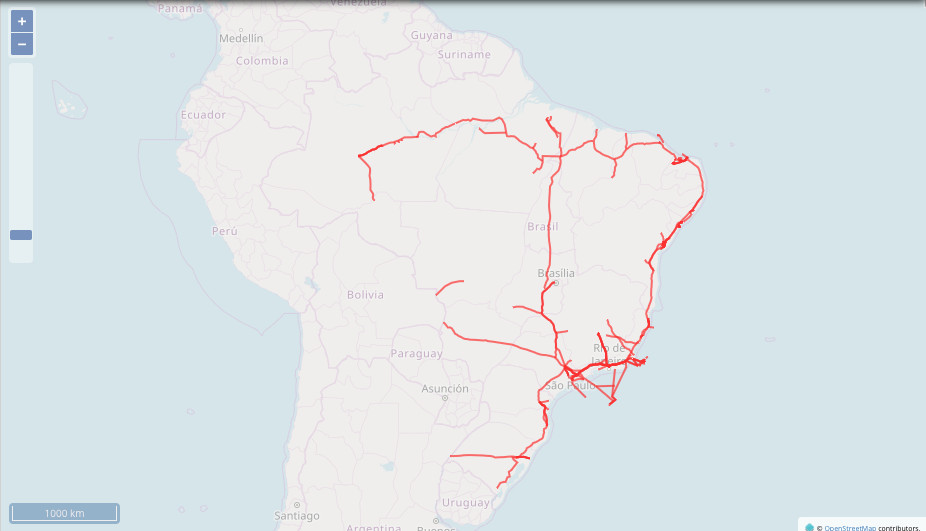 Panamá
Venezuela
+
Medellín
Guyana
−
Suriname
Colombia
Ecuador
Perú
Brasil
Brasília
Bolivia
Rio de
Janeiro
Paraguay
Asunción
São Paulo
Uruguay
1000 km
Santiago
Buenos
Argentina
© OpenStreetMap contributors.